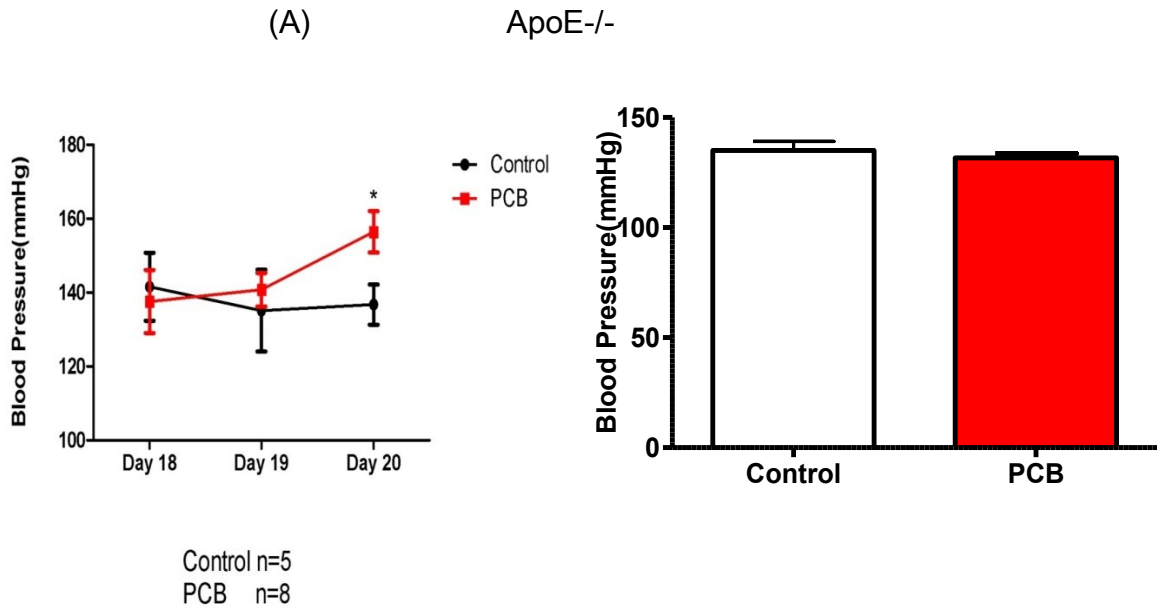 (A) ApoE-/-
Blood Pressure(mmHg)
180
160
140
120
100
*
Day 18 Day 19 Day 20
Control
PCB
Control n=5
PCB n=8
Blood Pressure(mmHg)
150
100
50
0
Control PCB